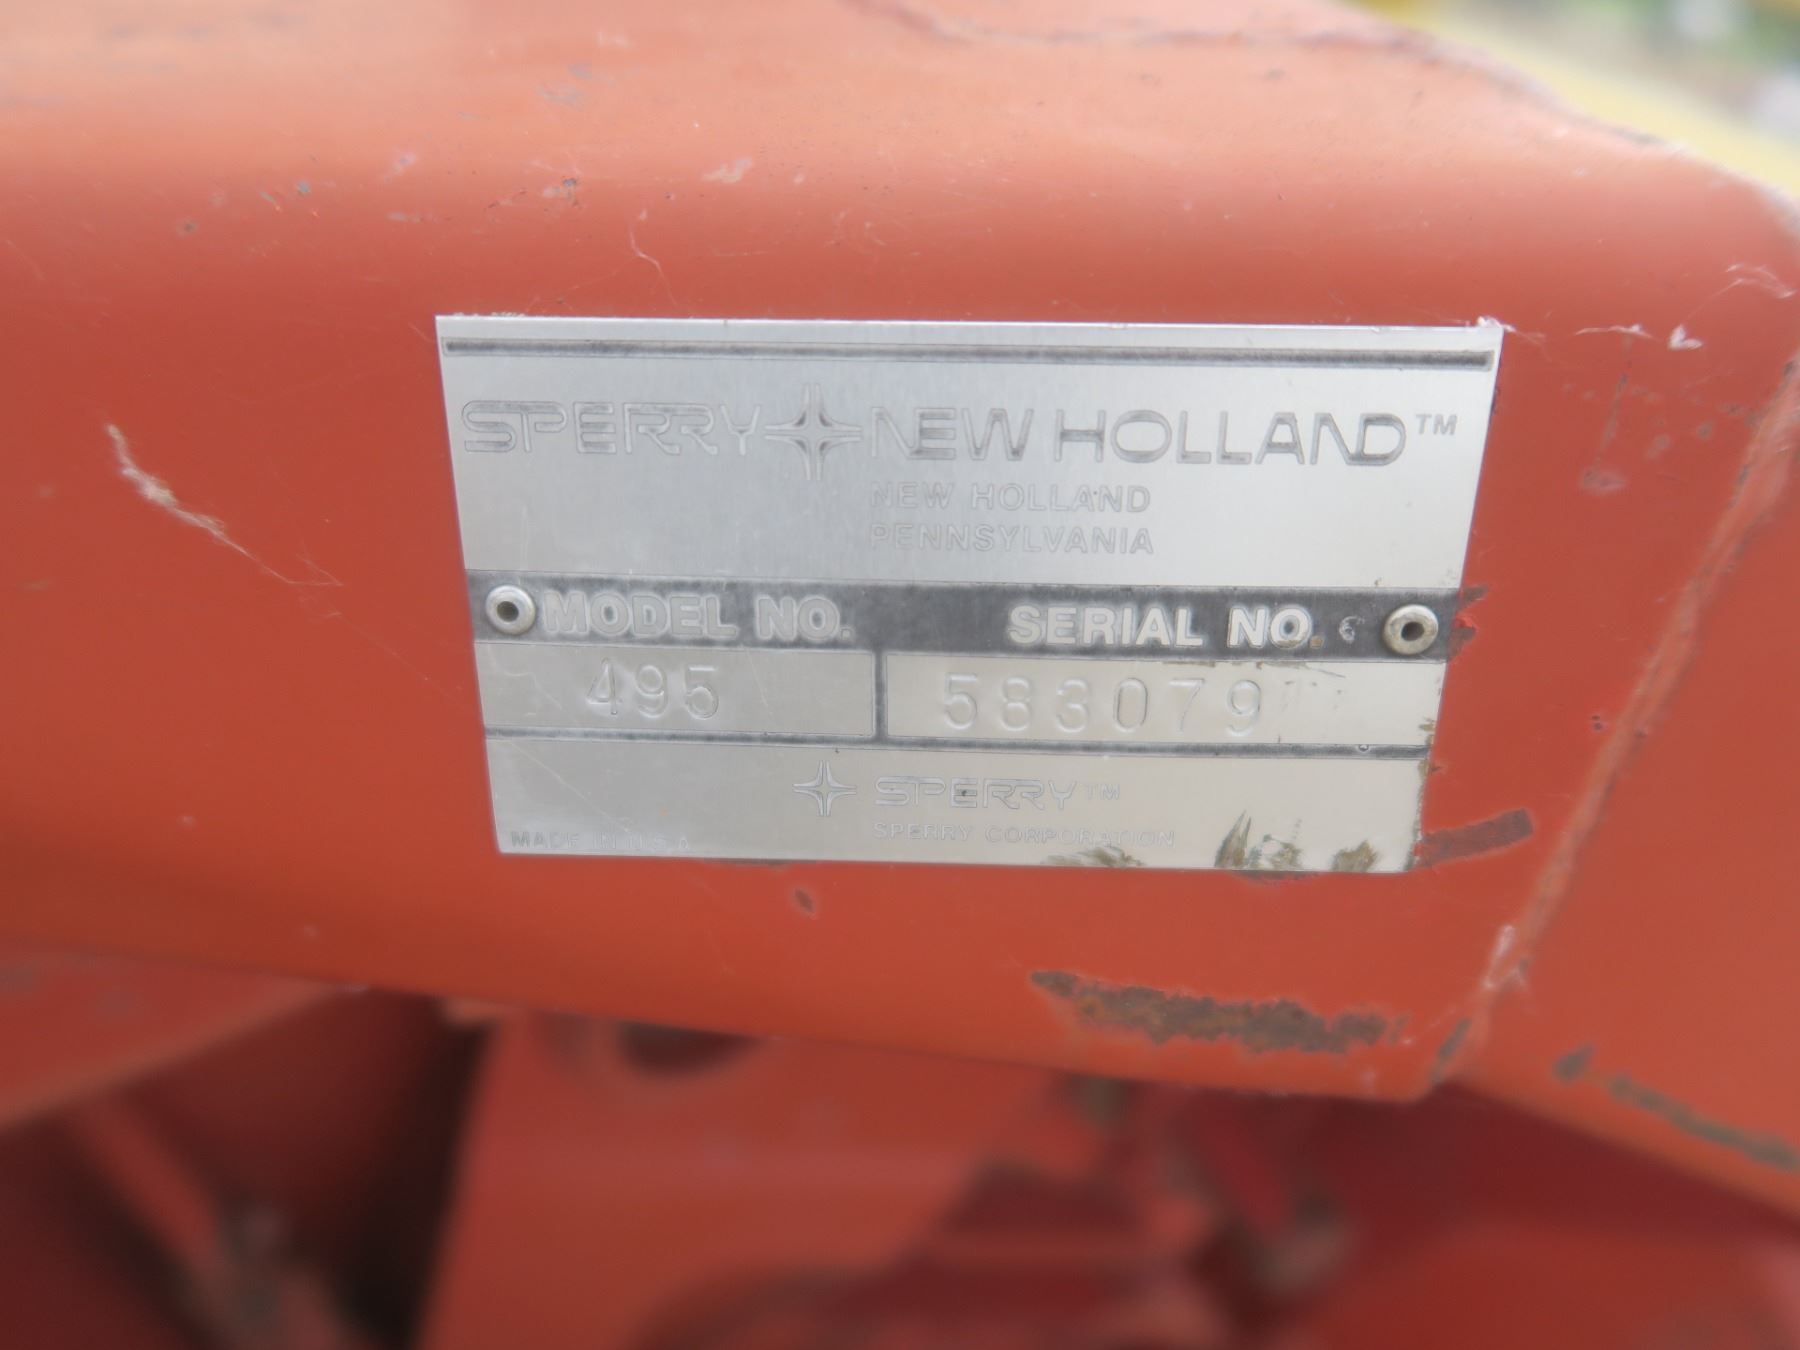 SPERRY NEW HOLLAND™
NEW HOLLAND
PENNSYLVANIA
MODEL NO. SERIAL NO.
495 583079
SPERRY™
SPERRY CORPORATION
MADE IN U.S.A.